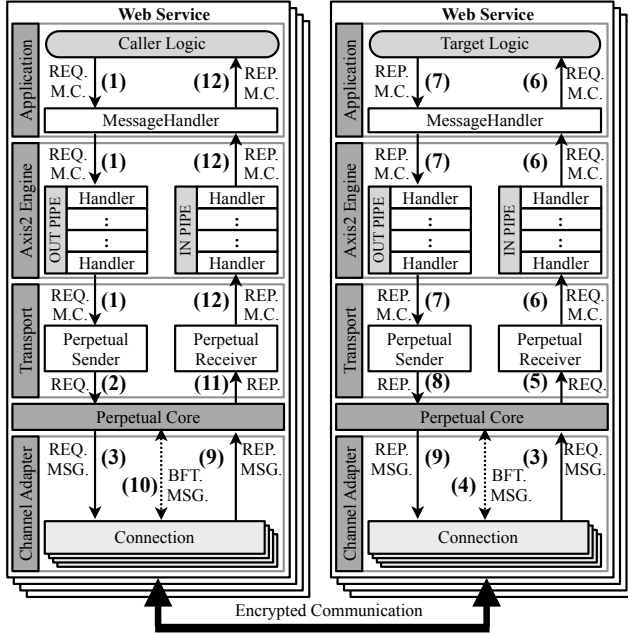 Web Service
Application
Caller Logic
REQ.
M.C.
(1)
(12)
REP.
M.C.
MessageHandler
Axis2 Engine
REQ.
M.C.
(1)
(12)
REP.
M.C.
OUT PIPE
Handler
:
:
Handler
IN PIPE
Handler
:
:
Handler
Transport
REQ.
M.C.
(1)
(12)
REP.
M.C.
Perpetual
Sender
Perpetual
Receiver
REQ.
(2)
(11)
REP.
Perpetual Core
Channel Adapter
REQ.
MSG.
(3)
(10)
BFT.
MSG.
(9)
REP.
MSG.
Connection
Web Service
Application
Target Logic
REP.
M.C.
(7)
(6)
REQ.
M.C.
MessageHandler
Axis2 Engine
REP.
M.C.
(7)
(6)
REQ.
M.C.
OUT PIPE
Handler
:
:
Handler
IN PIPE
Handler
:
:
Handler
Transport
REP.
M.C.
(7)
(6)
REQ.
M.C.
Perpetual
Sender
Perpetual
Receiver
REP.
(8)
(5)
REQ.
Perpetual Core
Channel Adapter
REP.
MSG.
(9)
(4)
BFT.
MSG.
(3)
REQ.
MSG.
Connection
Encrypted Communication